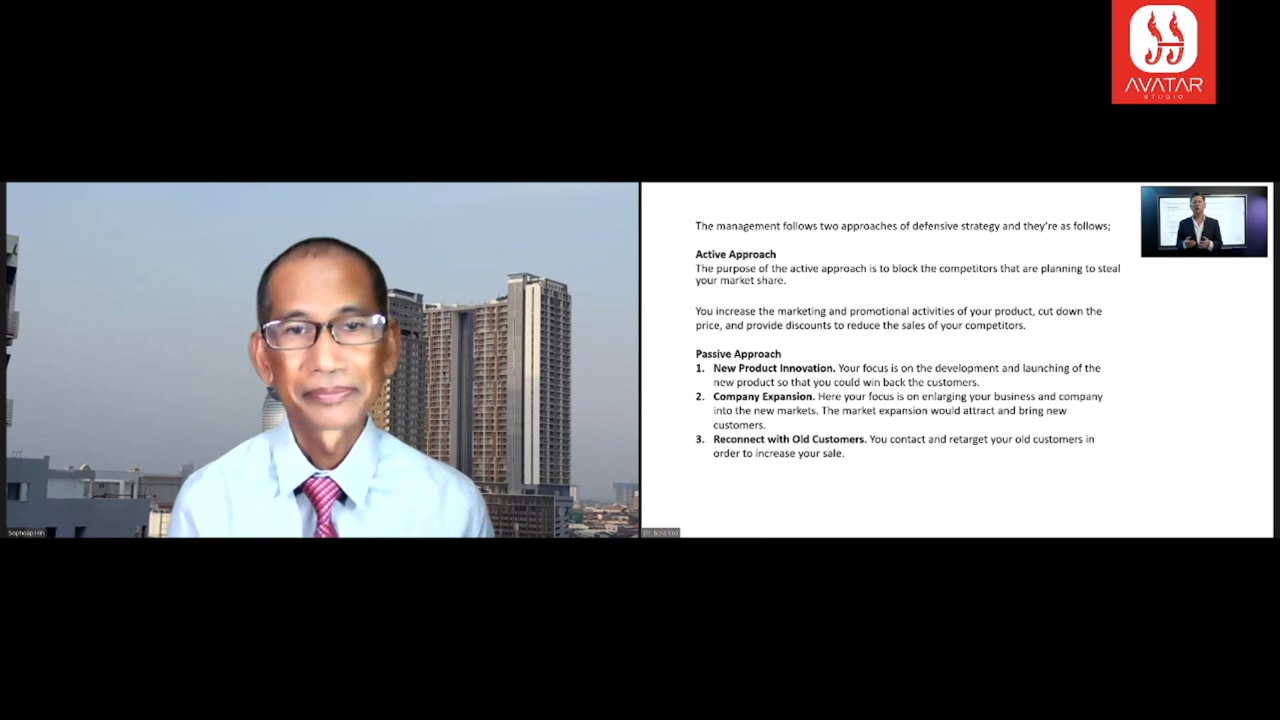 AVATAR
STUDIO
The management follows two approaches of defensive strategy and they're as follows;
Active Approach
The purpose of the active approach is to block the competitors that are planning to steal
your market share.
You increase the marketing and promotional activities of your product, cut down the
price, and provide discounts to reduce the sales of your competitors.
Passive Approach
1. New Product Innovation. Your focus is on the development and launching of the
new product so that you could win back the customers.
2. Company Expansion. Here your focus is on enlarging your business and company
into the new markets. The market expansion would attract and bring new
customers.
3. Reconnect with Old Customers. You contact and retarget your old customers in
order to increase your sale.
Sopheap Hin